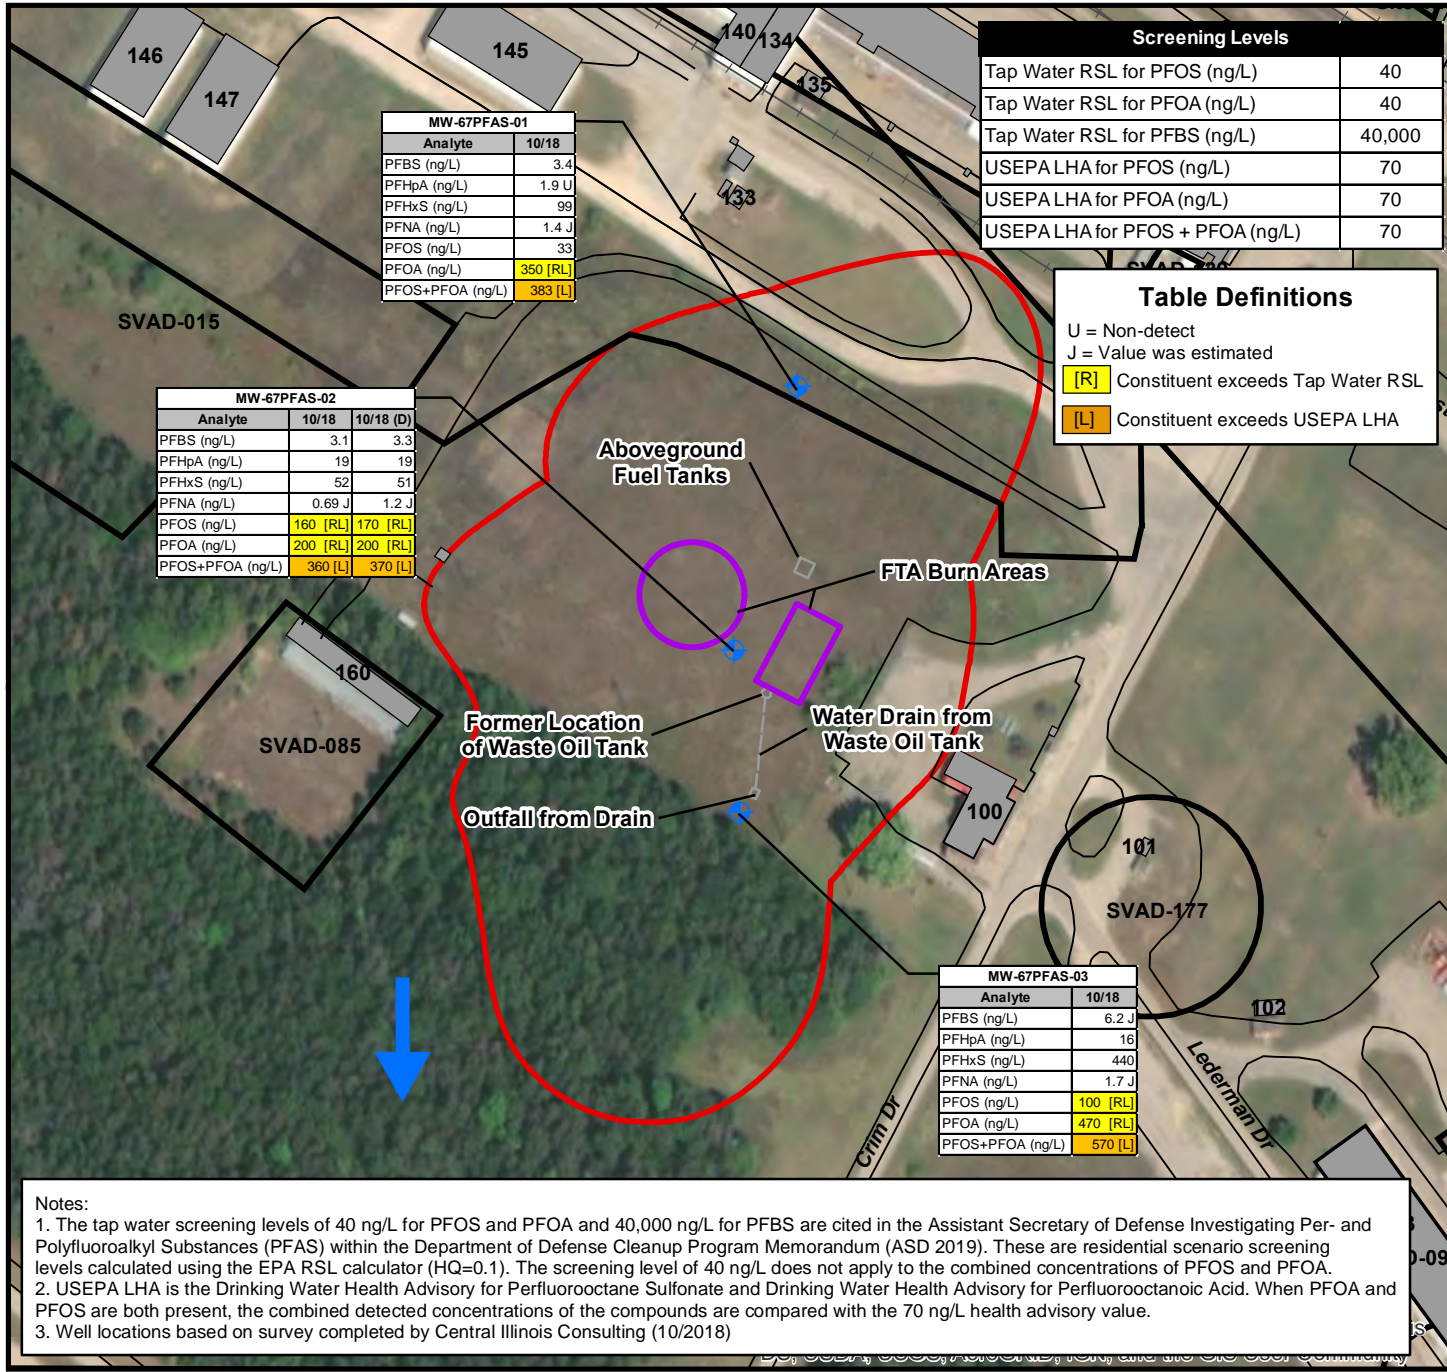 146
147
145
140
134
135
133
Screening Levels
Tap Water RSL for PFOS (ng/L) 40
Tap Water RSL for PFOA (ng/L) 40
Tap Water RSL for PFBS (ng/L) 40,000
USEPA LHA for PFOS (ng/L) 70
USEPA LHA for PFOA (ng/L) 70
USEPA LHA for PFOS + PFOA (ng/L) 70
MW-67PFAS-01
Analyte 10/18
PFBS (ng/L) 3.4
PFHpA (ng/L) 1.9 U
PFHxS (ng/L) 99
PFNA (ng/L) 1.4 J
PFOS (ng/L) 33
PFOA (ng/L) 350 [RL]
PFOS+PFOA (ng/L) 383 [L]
Table Definitions
U = Non-detect
J = Value was estimated
[R] Constituent exceeds Tap Water RSL
[L] Constituent exceeds USEPA LHA
SVAD-015
MW-67PFAS-02
Analyte 10/18 10/18 (D)
PFBS (ng/L) 3.1 3.3
PFHpA (ng/L) 19 19
PFHxS (ng/L) 52 51
PFNA (ng/L) 0.69 J 1.2 J
PFOS (ng/L) 160 [RL] 170 [RL]
PFOA (ng/L) 200 [RL] 200 [RL]
PFOS+PFOA (ng/L) 360 [L] 370 [L]
Aboveground
Fuel Tanks
FTA Burn Areas
160
SVAD-085
Former Location
of Waste Oil Tank
Water Drain from
Waste Oil Tank
Outfall from Drain
100
101
SVAD-177
102
MW-67PFAS-03
Analyte 10/18
PFBS (ng/L) 6.2 J
PFHpA (ng/L) 16
PFHxS (ng/L) 440
PFNA (ng/L) 1.7 J
PFOS (ng/L) 100 [RL]
PFOA (ng/L) 470 [RL]
PFOS+PFOA (ng/L) 570 [L]
Crim Dr
Lederman Dr
Notes:
1. The tap water screening levels of 40 ng/L for PFOS and PFOA and 40,000 ng/L for PFBS are cited in the Assistant Secretary of Defense Investigating Per- and
Polyfluoroalkyl Substances (PFAS) within the Department of Defense Cleanup Program Memorandum (ASD 2019). These are residential scenario screening
levels calculated using the EPA RSL calculator (HQ=0.1). The screening level of 40 ng/L does not apply to the combined concentrations of PFOS and PFOA.
2. USEPA LHA is the Drinking Water Health Advisory for Perfluorooctane Sulfonate and Drinking Water Health Advisory for Perfluorooctanoic Acid. When PFOA and
PFOS are both present, the combined detected concentrations of the compounds are compared with the 70 ng/L health advisory value.
3. Well locations based on survey completed by Central Illinois Consulting (10/2018)